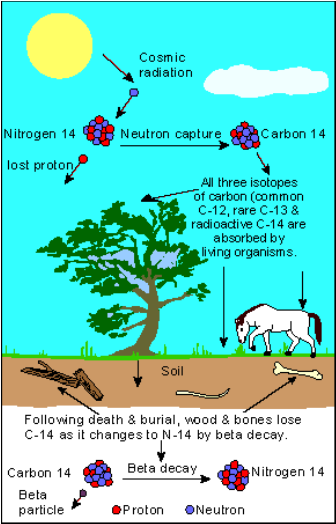 Cosmic
radiation
Nitrogen 14
Neutron capture
Carbon 14
lost proton
All three isotopes
of carbon (common
C-12, rare C-13 &
radioactive C-14 are
absorbed by
living organisms.
Soil
Following death & burial, wood & bones lose
C-14 as it changes to N-14 by beta decay.
Carbon 14
Beta decay
Nitrogen 14
Beta
particle
Proton
Neutron